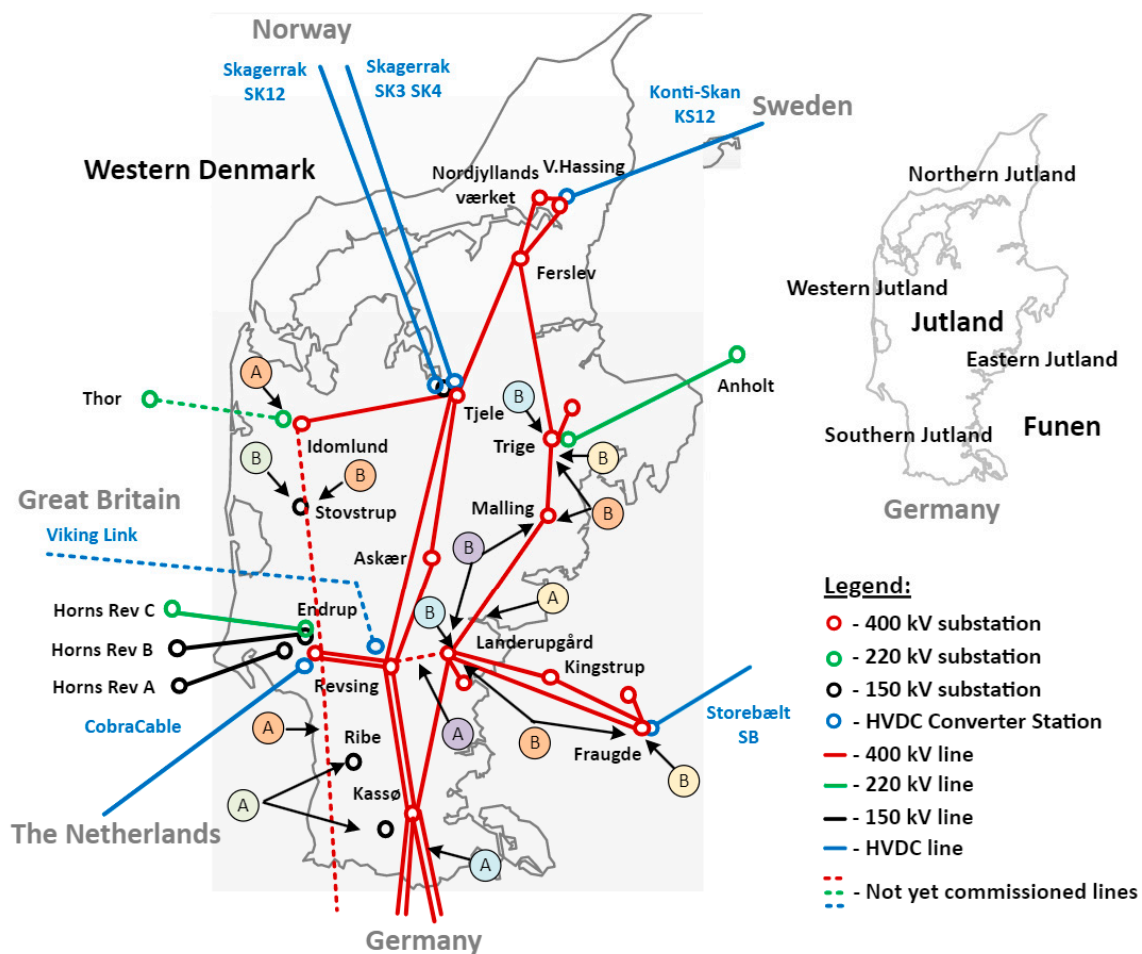 Norway
Skagerrak
SK12
Skagerrak
SK3 SK4
Konti-Skan
KS12
Sweden
Western Denmark
Nordjyllands
værket
V.Hassing
Ferslev
Northern Jutland
Western Jutland
Jutland
Eastern Jutland
Southern Jutland
Funen
Germany
A
Thor
Idomlund
Tjele
B
Trige
Anholt
B
B
B
Stovstrup
Malling
B
Great Britain
Viking Link
Askær
B
A
B
Horns Rev C
Endrup
Horns Rev B
Landerupgård
Horns Rev A
Revsing
Kingstrup
CobraCable
A
Ribe
A
B
Fraugde
Storebælt
SB
B
A
Kassø
The Netherlands
A
Germany
Legend:
- 400 kV substation
- 220 kV substation
- 150 kV substation
- HVDC Converter Station
- 400 kV line
- 220 kV line
- 150 kV line
- HVDC line
- Not yet commissioned lines